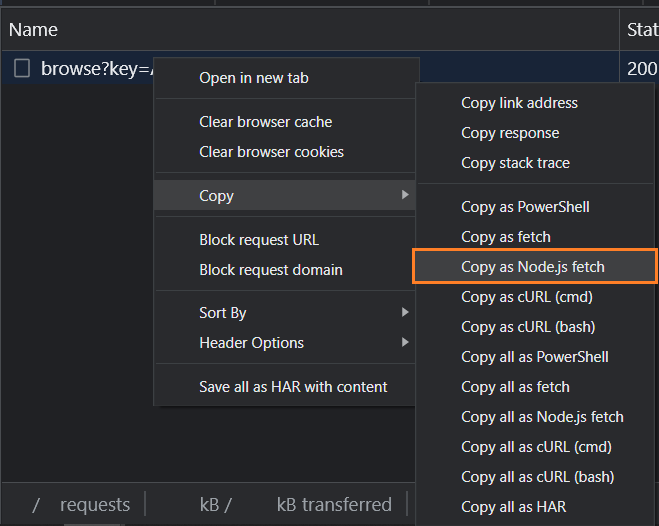 Name
Stat
browse?key=A
200
Open in new tab
Clear browser cache
Clear browser cookies
Copy
Block request URL
Block request domain
Sort By
Header Options
Save all as HAR with content
Copy link address
Copy response
Copy stack trace
Copy as PowerShell
Copy as fetch
Copy as Node.js fetch
Copy as cURL (cmd)
Copy as cURL (bash)
Copy all as PowerShell
Copy all as fetch
Copy all as Node.js fetch
Copy all as cURL (cmd)
Copy all as cURL (bash)
Copy all as HAR
/ requests kB / kB transferred